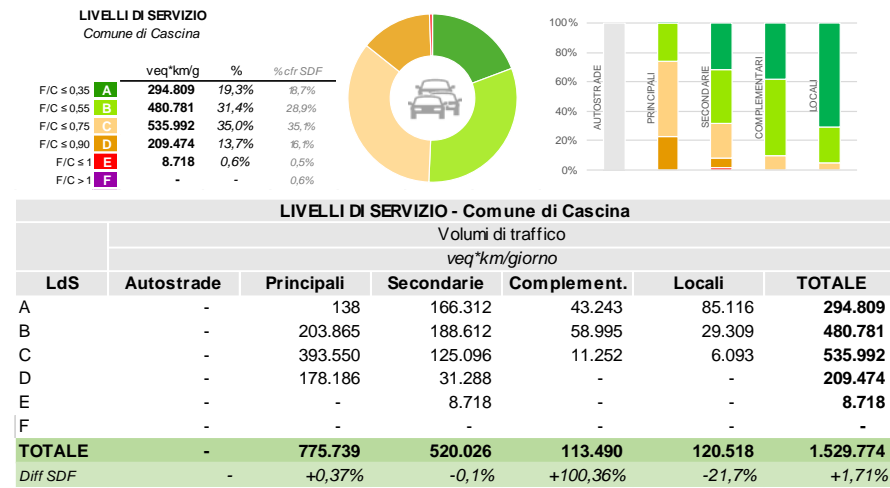 LIVELLI DI SERVIZIO
Comune di Cascina
veq*km/g % % cfr SDF
F/C ≤ 0,35 A 294.809 19,3% 18,7%
F/C ≤ 0,55 B 480.781 31,4% 28,9%
F/C ≤ 0,75 C 535.992 35,0% 35,1%
F/C ≤ 0,90 D 209.474 13,7% 16,1%
F/C ≤ 1 E 8.718 0,6% 0,5%
F/C > 1 F - - 0,6%
100%
80%
60%
40%
20%
0%
AUTOSTRADE
PRINCIPALI
SECONDARIE
COMPLEMENTARI
LOCALI
LIVELLI DI SERVIZIO - Comune di Cascina
Volumi di traffico
veq*km/giorno
LdS Autostrade Principali Secondarie Complement. Locali TOTALE
A - 138 166.312 43.243 85.116 294.809
B - 203.865 188.612 58.995 29.309 480.781
C - 393.550 125.096 11.252 6.093 535.992
D - 178.186 31.288 - - 209.474
E - - 8.718 - - 8.718
F - - - - - -
TOTALE - 775.739 520.026 113.490 120.518 1.529.774
Diff SDF - +0,37% -0,1% +100,36% -21,7% +1,71%